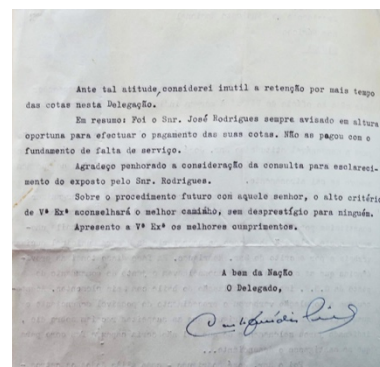 Ante tal atitude, considerei inutil a retenção por mais tempo
das cotas nesta Delegação.
Em resumo: Foi o Snr. José Rodrigues sempre avisado em altura
oportuna para efectuar o pagamento das suas cotas. Não as pagou com o
fundamento de falta de serviço.
Agradeço penhorado a consideração da consulta para esclareci-
mento do exposto pelo Snr. Rodrigues.
Sobre o procedimento futuro com aquele senhor, o alto critério
de Vª Exª aconselhará o melhor caminho, sem desprestígio para ninguém.
Apresento a Vª Exª os melhores cumprimentos.
A bem da Nação
O Delegado,